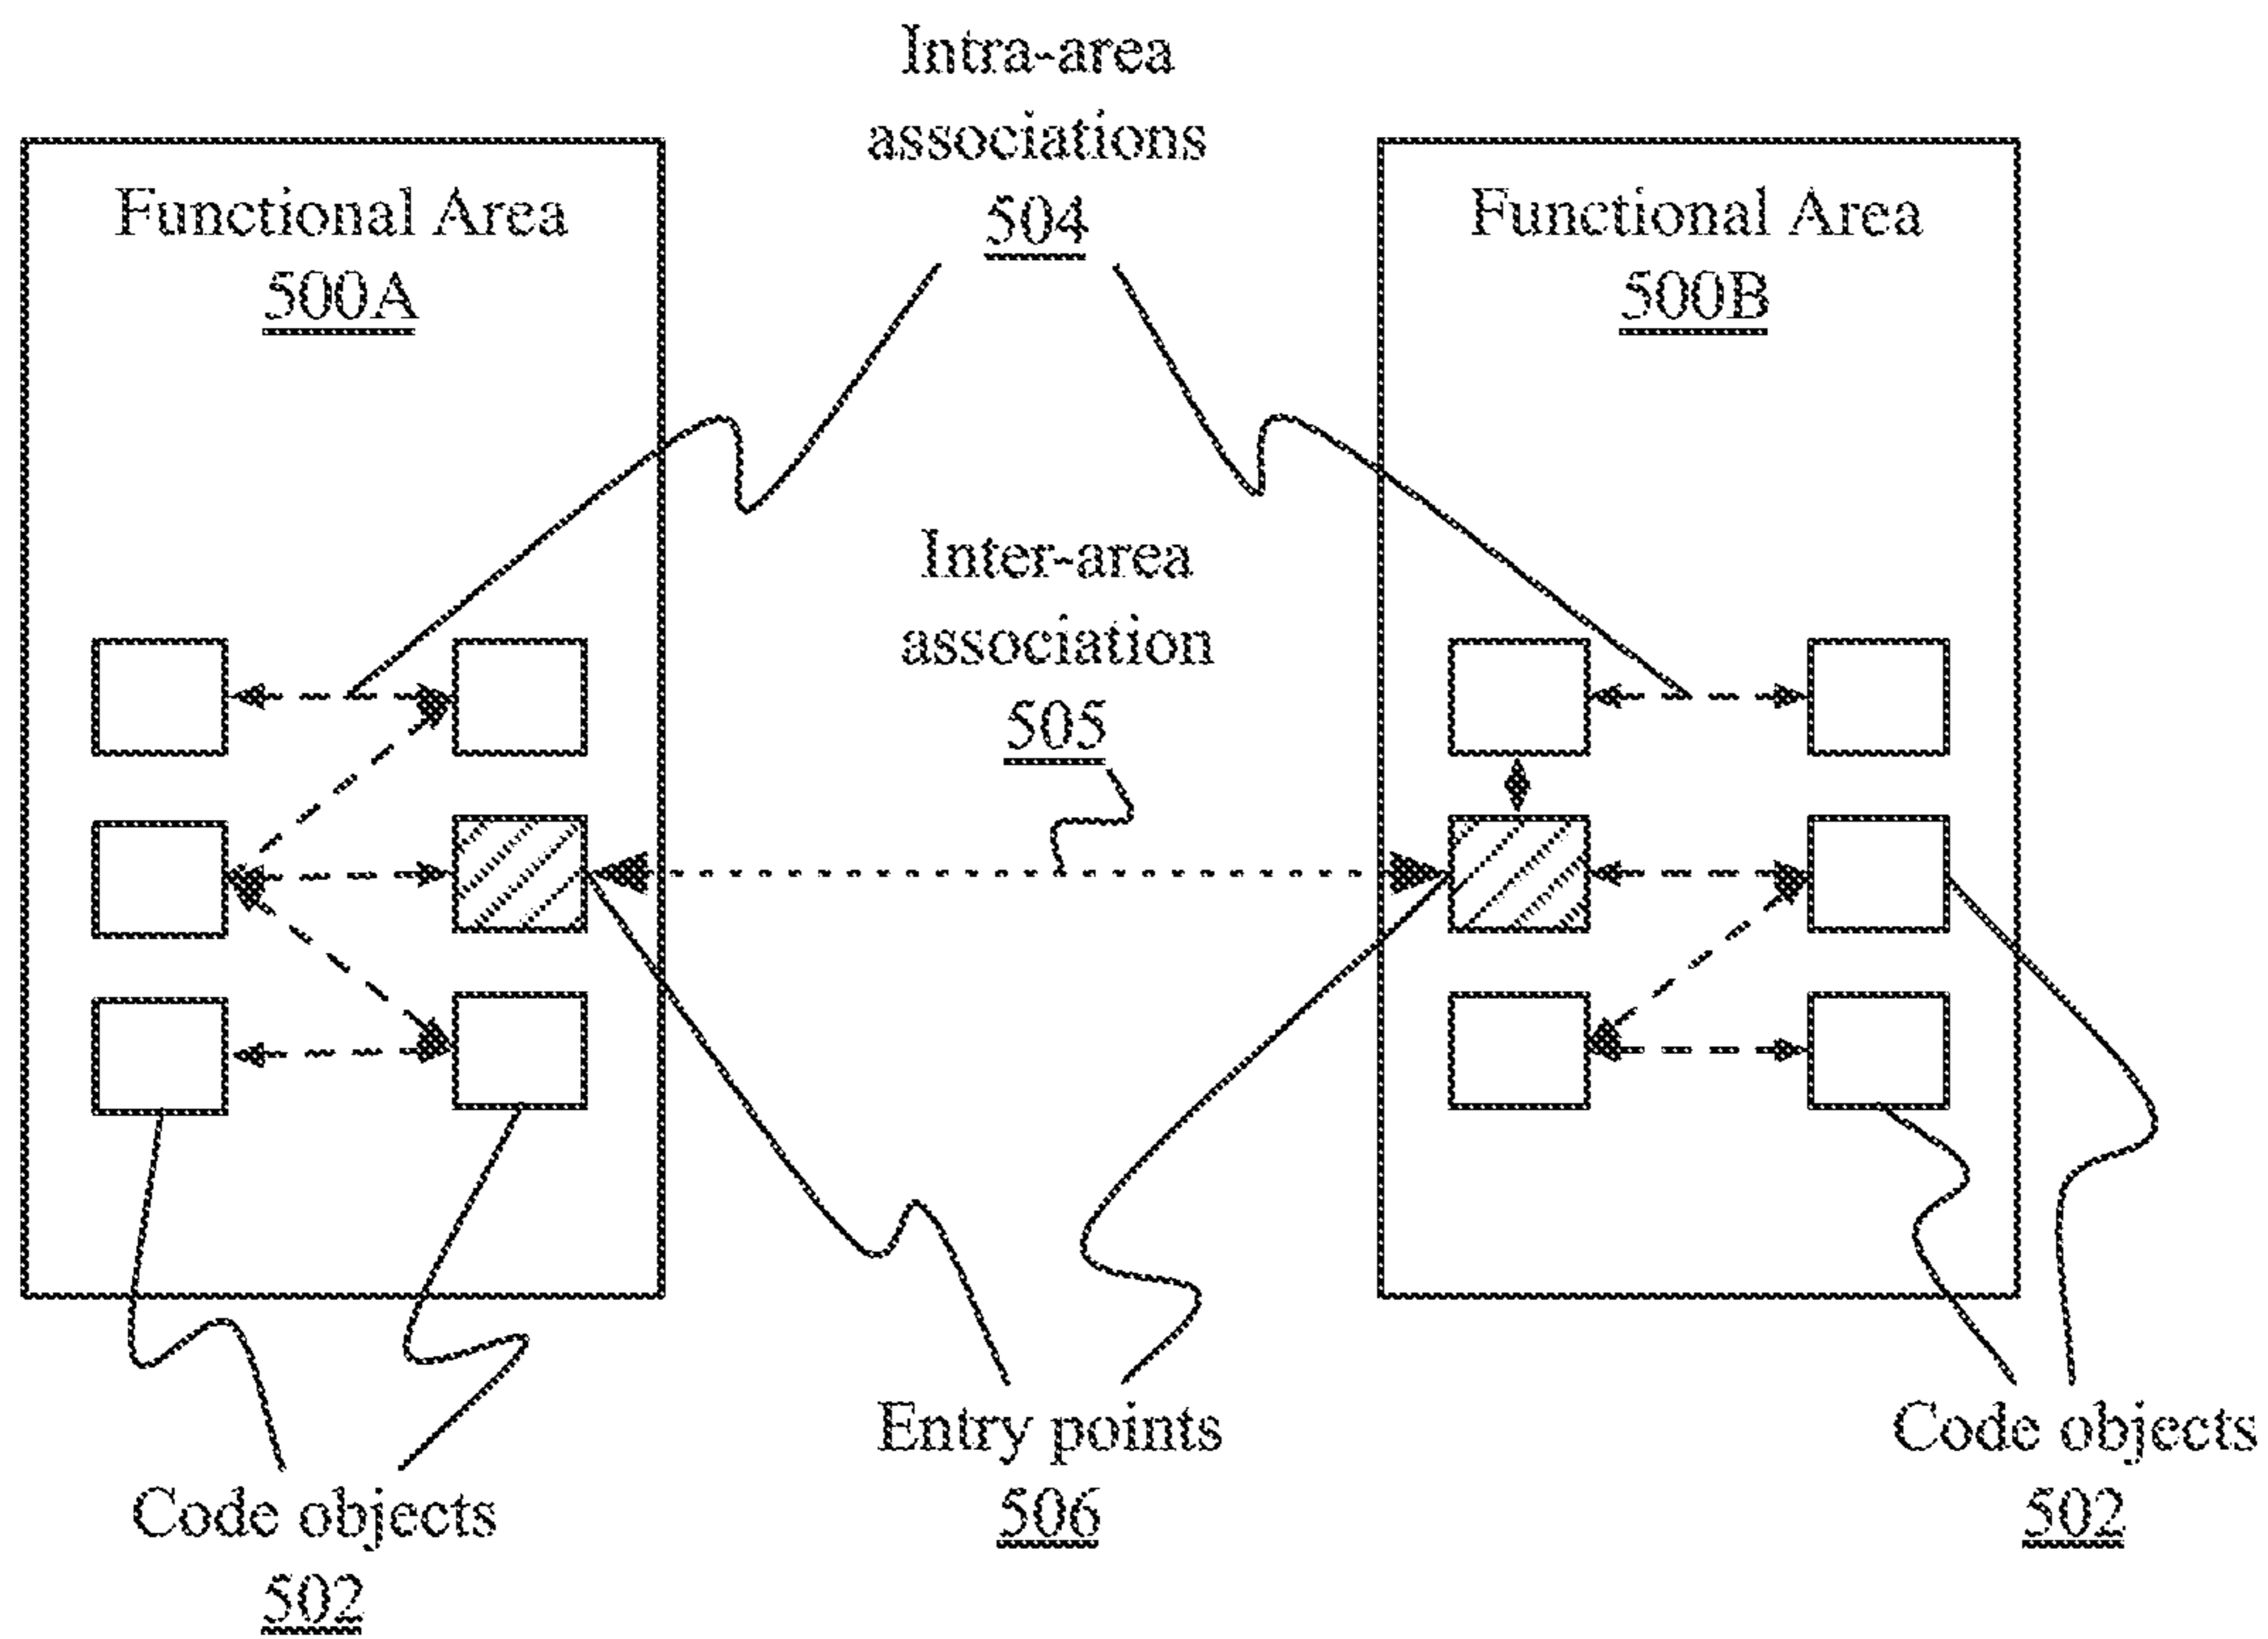 Intra-area
associations
504
Functional Area
500A
Functional Area
500B
Inter-area
association
505
Entry points
506
Code objects
502
Code objects
502